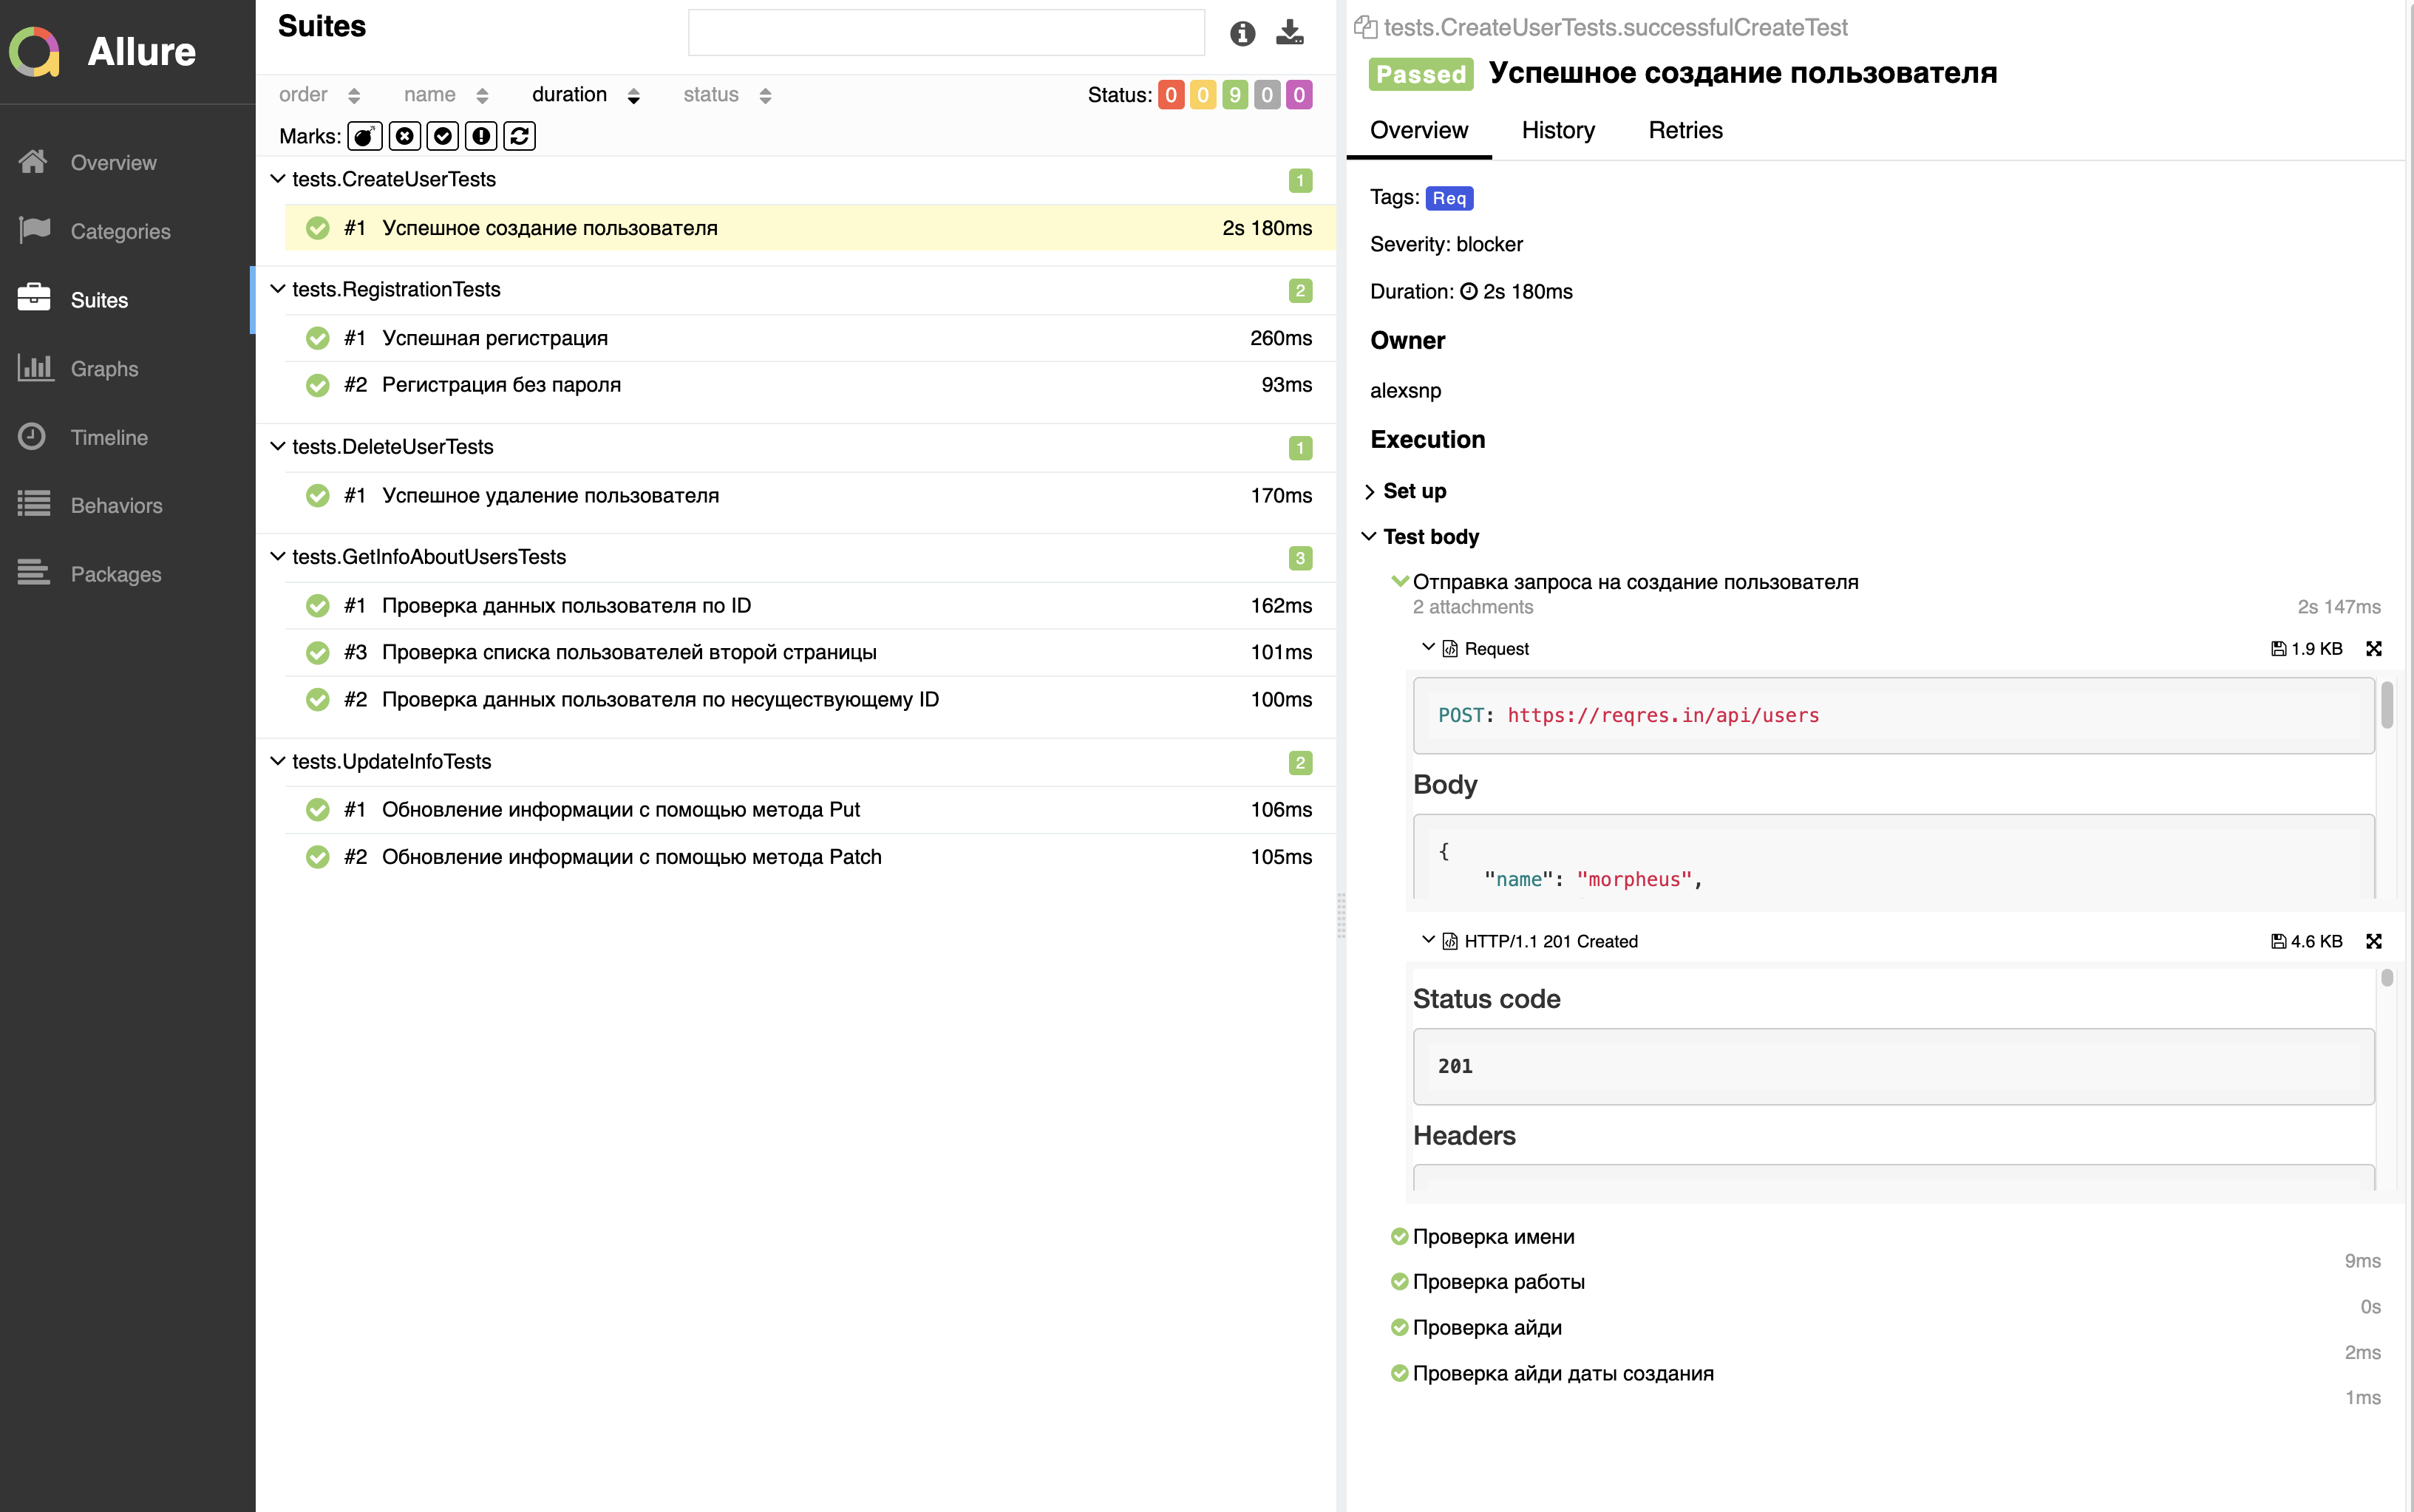 Allure
Overview
Categories
Suites
Graphs
Timeline
Behaviors
Packages
Suites
order name duration status
Status: 0 0 9 0 0
Marks:
tests.CreateUserTests 1
#1 Успешное создание пользователя 2s 180ms
tests.RegistrationTests 2
#1 Успешная регистрация 260ms
#2 Регистрация без пароля 93ms
tests.DeleteUserTests 1
#1 Успешное удаление пользователя 170ms
tests.GetInfoAboutUsersTests 3
#1 Проверка данных пользователя по ID 162ms
#3 Проверка списка пользователей второй страницы 101ms
#2 Проверка данных пользователя по несуществующему ID 100ms
tests.UpdateInfoTests 2
#1 Обновление информации с помощью метода Put 106ms
#2 Обновление информации с помощью метода Patch 105ms
tests.CreateUserTests.successfulCreateTest
Passed Успешное создание пользователя
Overview History Retries
Tags: Req
Severity: blocker
Duration: 2s 180ms
Owner
alexsnp
Execution
Set up
Test body
Отправка запроса на создание пользователя
2 attachments 2s 147ms
Request 1.9 KB
POST: https://reqres.in/api/users
Body
{
"name": "morpheus",
HTTP/1.1 201 Created 4.6 KB
Status code
201
Headers
Проверка имени
9ms
Проверка работы
0s
Проверка айди
2ms
Проверка айди даты создания
1ms